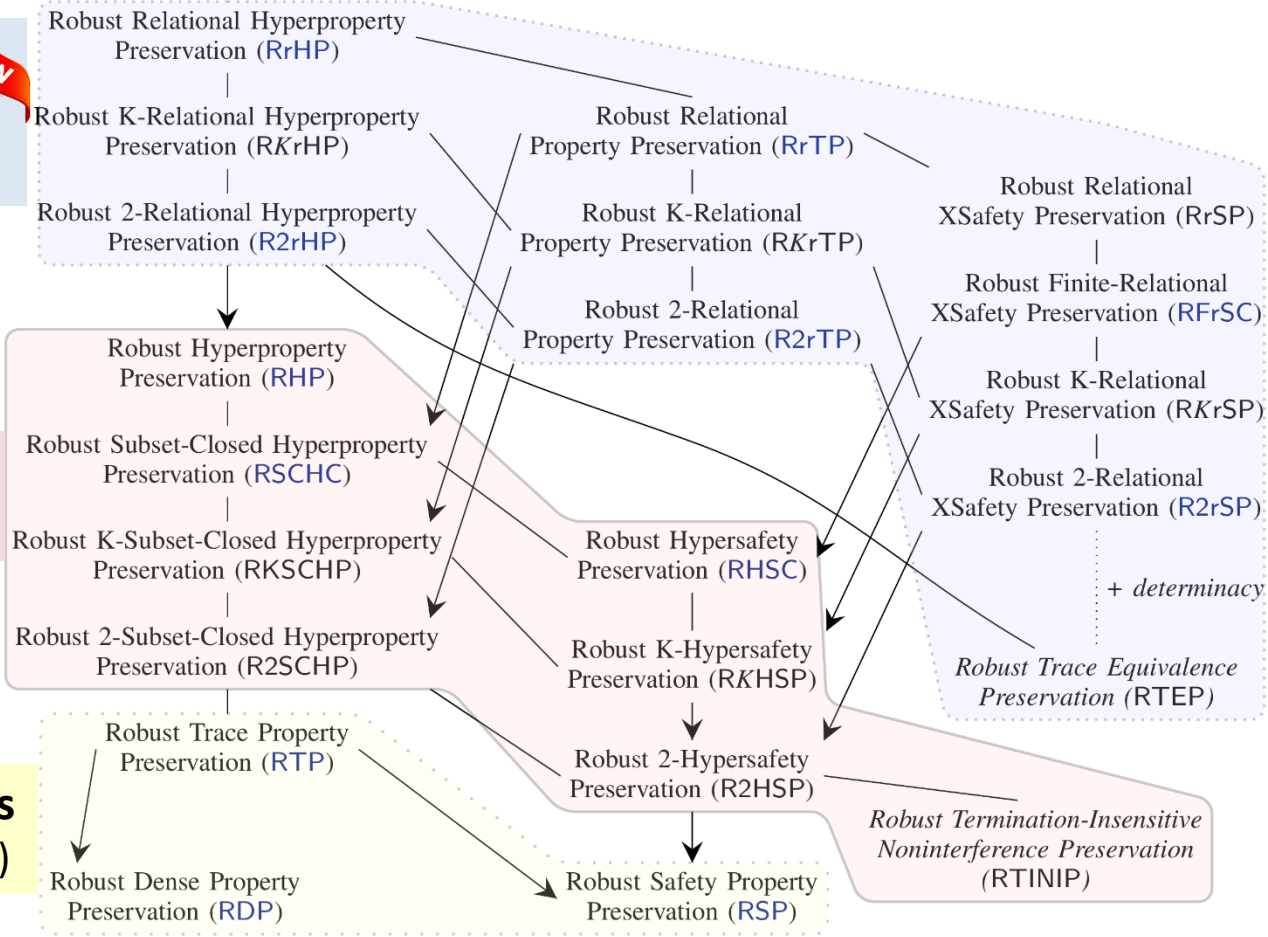 Robust Relational Hyperproperty
Preservation (RrHP)
Robust K-Relational Hyperproperty
Preservation (RKrHP)
Robust 2-Relational Hyperproperty
Preservation (R2rHP)
Robust Relational
Property Preservation (RrTP)
Robust K-Relational
Property Preservation (RKrTP)
Robust 2-Relational
Property Preservation (R2rTP)
Robust Relational
XSafety Preservation (RrSP)
Robust Finite-Relational
XSafety Preservation (RFrSC)
Robust K-Relational
XSafety Preservation (RKrSP)
Robust 2-Relational
XSafety Preservation (R2rSP)
+ determinacy
Robust Trace Equivalence
Preservation (RTEP)
Robust Hyperproperty
Preservation (RHP)
Robust Subset-Closed Hyperproperty
Preservation (RSCHC)
Robust K-Subset-Closed Hyperproperty
Preservation (RKSCHP)
Robust 2-Subset-Closed Hyperproperty
Preservation (R2SCHP)
Robust Hypersafety
Preservation (RHSC)
Robust K-Hypersafety
Preservation (RKHSP)
Robust 2-Hypersafety
Preservation (R2HSP)
Robust Termination-Insensitive
Noninterference Preservation
(RTINIP)
Robust Trace Property
Preservation (RTP)
s
)
Robust Dense Property
Preservation (RDP)
Robust Safety Property
Preservation (RSP)